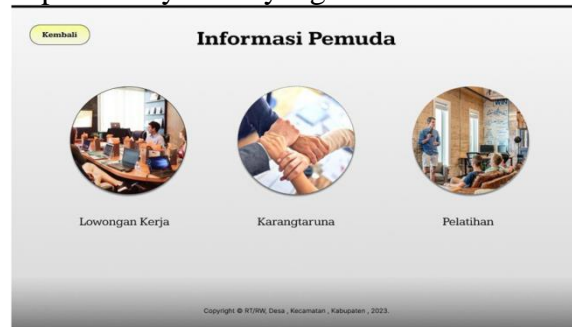 Kembali
Informasi Pemuda
Lowongan Kerja
Karangtaruna
Pelatihan
Copyright © RT/RW, Desa , Kecamatan , Kabupaten , 2023.